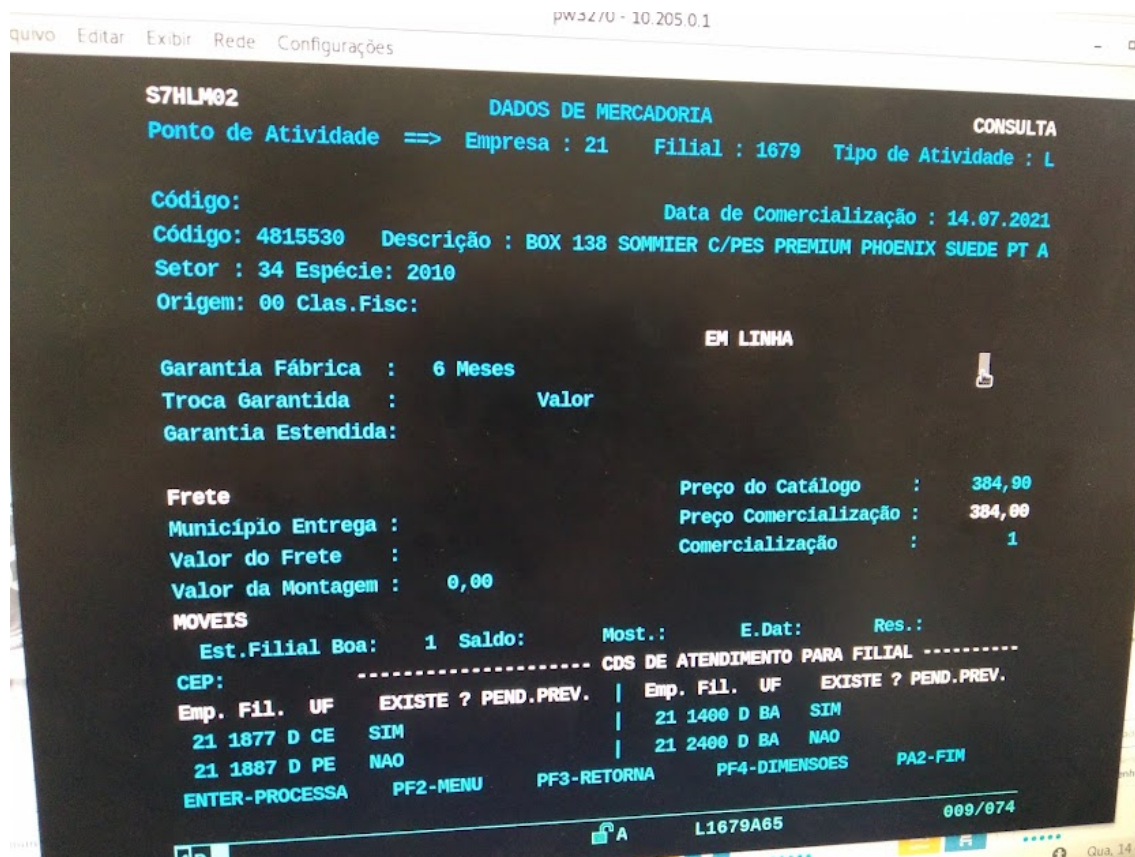 pw3270 - 10.205.0.1
quivo Editar Exibir Rede Configurações
S7HLM02 DADOS DE MERCADORIA CONSULTA
Ponto de Atividade ==> Empresa : 21 Filial : 1679 Tipo de Atividade : L
Código: Data de Comercialização : 14.07.2021
Código: 4815530 Descrição : BOX 138 SOMMIER C/PES PREMIUM PHOENIX SUEDE PT A
Setor : 34 Espécie: 2010
Origem: 00 Clas.Fisc:
EM LINHA
Garantia Fábrica : 6 Meses
Troca Garantida : Valor
Garantia Estendida:
Frete Preço do Catálogo : 384,90
Município Entrega : Preço Comercialização : 384,00
Valor do Frete : Comercialização : 1
Valor da Montagem : 0,00
MOVEIS
Est.Filial Boa: 1 Saldo: Most.: E.Dat: Res.:
CEP: ------------------- CDS DE ATENDIMENTO PARA FILIAL ----------
Emp. Fil. UF EXISTE ? PEND.PREV. | Emp. Fil. UF EXISTE ? PEND.PREV.
21 1877 D CE SIM | 21 1400 D BA SIM
21 1887 D PE NAO | 21 2400 D BA NAO
ENTER-PROCESSA PF2-MENU PF3-RETORNA PF4-DIMENSOES PA2-FIM
A L1679A65 009/074
Qua, 14